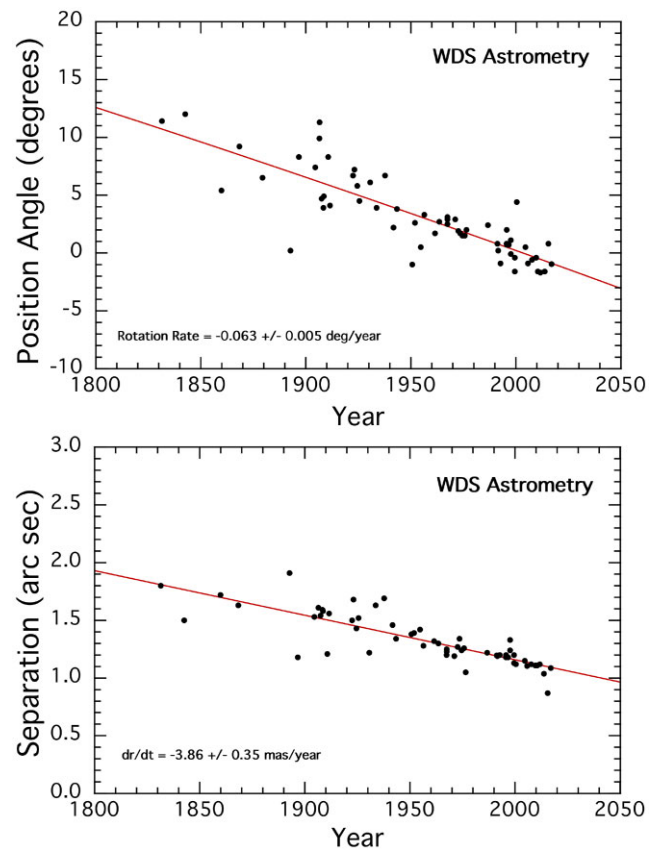 20
15
10
5
0
-5
-10
Position Angle (degrees)
WDS Astrometry
Rotation Rate = -0.063 +/- 0.005 deg/year
1800 1850 1900 1950 2000 2050
Year
3.0
2.5
2.0
1.5
1.0
0.5
0.0
Separation (arc sec)
WDS Astrometry
dr/dt = -3.86 +/- 0.35 mas/year
1800 1850 1900 1950 2000 2050
Year